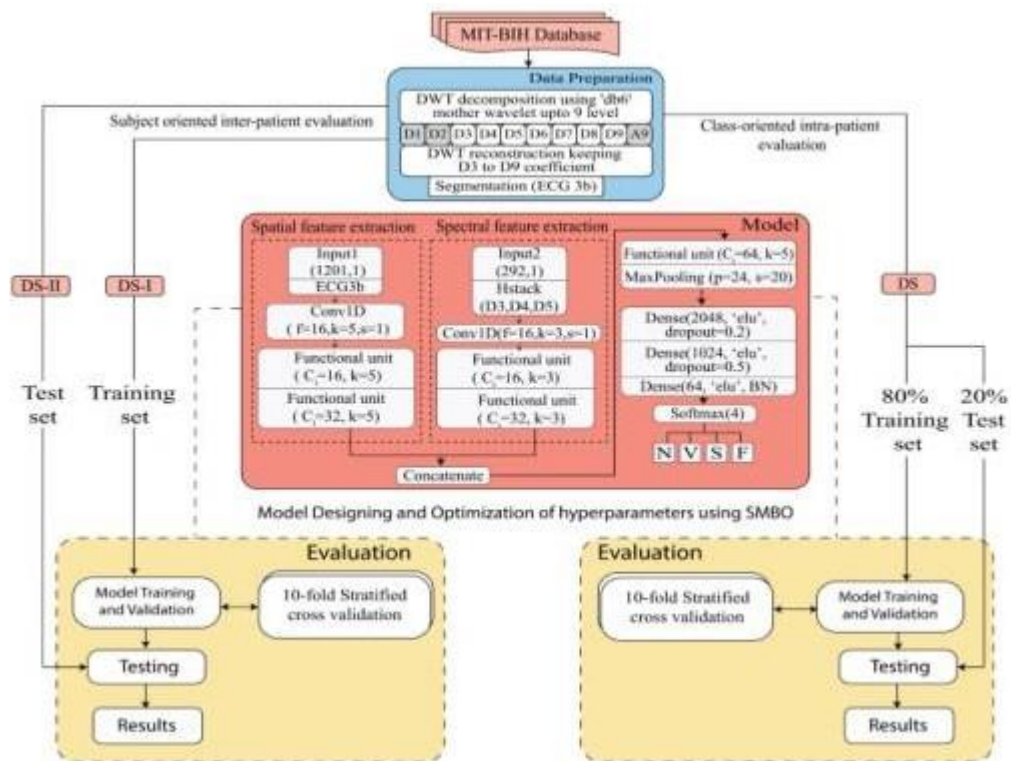 MIT-BIH Database
Data Preparation
DWT decomposition using 'db6'
mother wavelet upto 9 level
D1 D2 D3 D4 D5 D6 D7 D8 D9 A9
DWT reconstruction keeping
D3 to D9 coefficient
Segmentation (ECG 3b)
Subject oriented inter-patient evaluation
Class-oriented intra-patient
evaluation
DS-II
DS-I
DS
Test
set
Training
set
80%
Training
set
20%
Test
set
Model
Spatial feature extraction
Input1
(1201,1)
ECG3b
Conv1D
( f=16,k=5,s=1)
Functional unit
( Ci=16, k=5)
Functional unit
( Ci=32, k=5)
Spectral feature extraction
Input2
(292,1)
Hstack
(D3,D4,D5)
Conv1D(f=16,k=3,s=1)
Functional unit
( Ci=16, k=3)
Functional unit
( Ci=32, k=3)
Concatenate
Functional unit (Ci=64, k=5)
MaxPooling (p=24, s=20)
Dense(2048, ‘elu’,
dropout=0.2)
Dense(1024, ‘elu’,
dropout=0.5)
Dense(64, ‘elu’, BN)
Softmax(4)
N V S F
Model Designing and Optimization of hyperparameters using SMBO
Evaluation
Model Training
and Validation
10-fold Stratified
cross validation
Testing
Results
Evaluation
10-fold Stratified
cross validation
Model Training
and Validation
Testing
Results